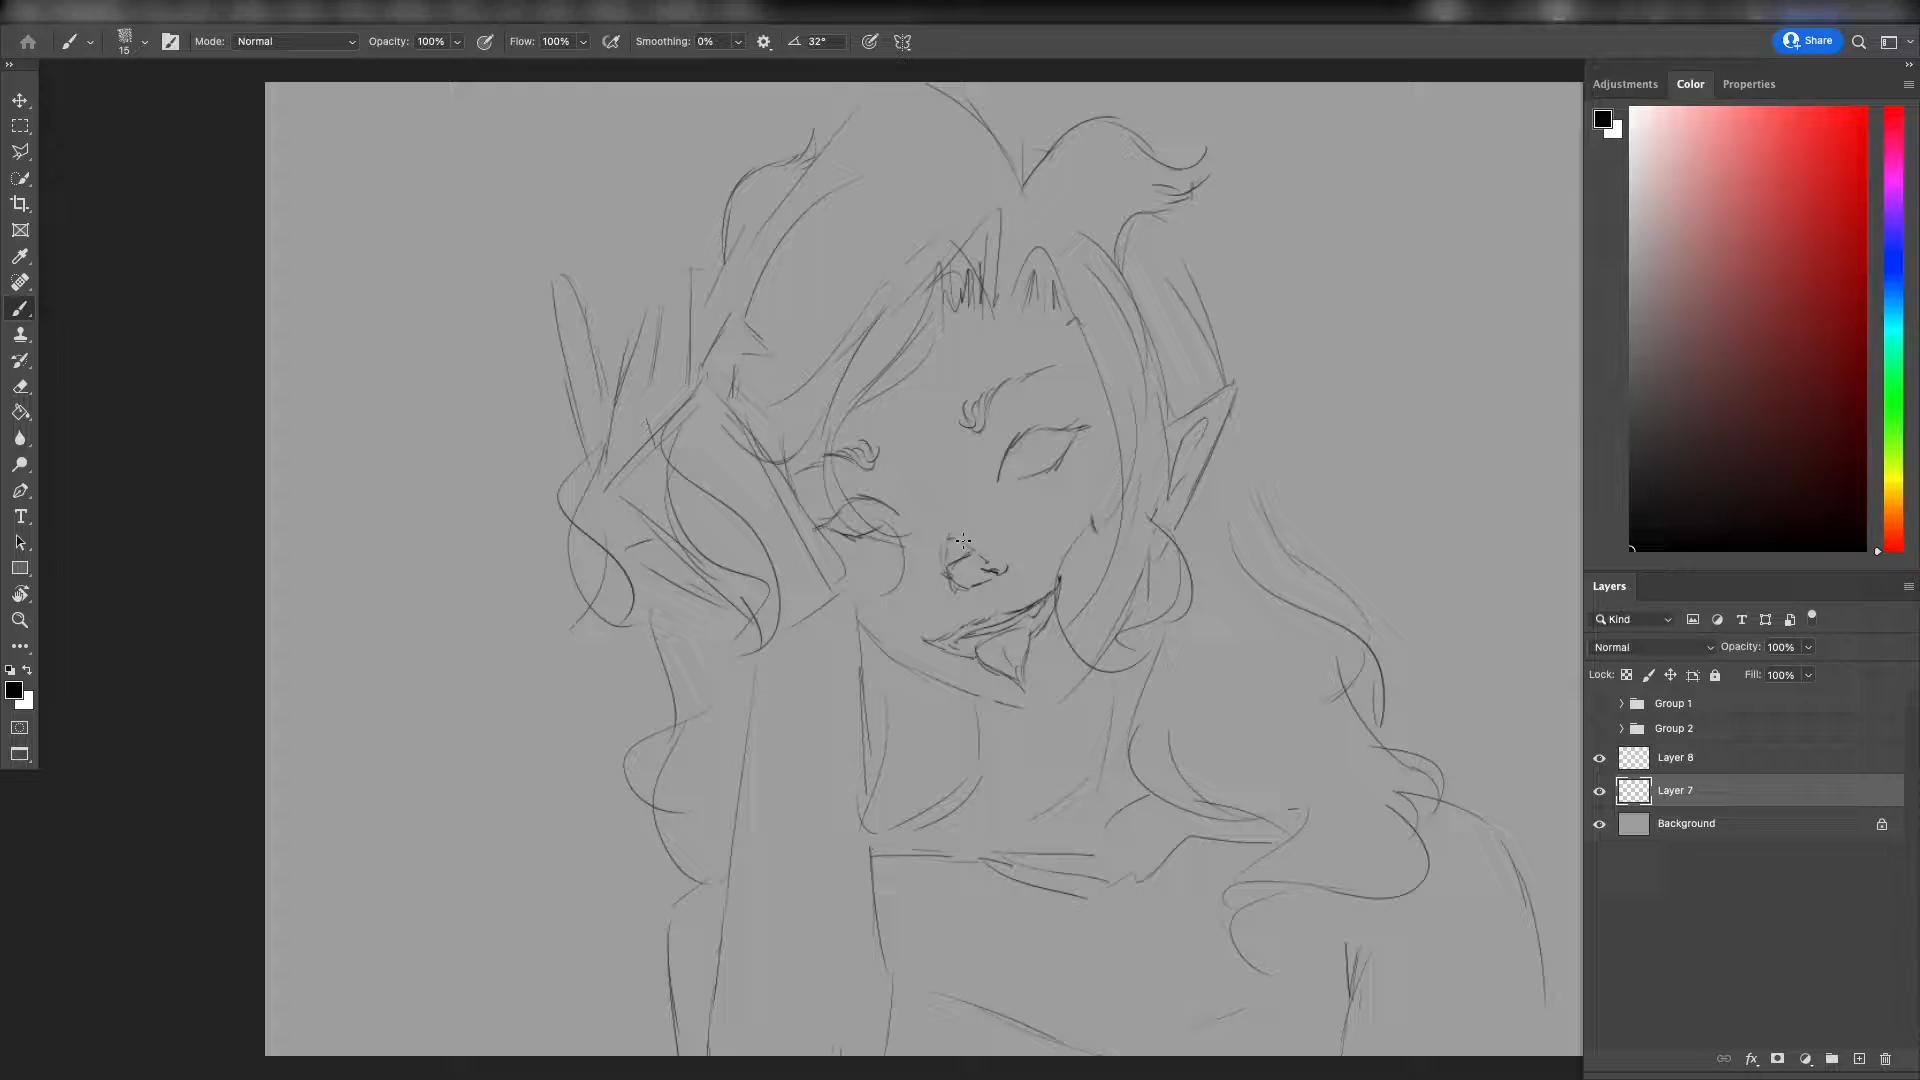 Mode: Normal Opacity: 100% Flow: 100% Smoothing: 0% 32° Share
15
Adjustments Color Properties
Layers
Kind
Normal Opacity: 100%
Lock: Fill: 100%
Group 1
Group 2
Layer 8
Layer 7
Background